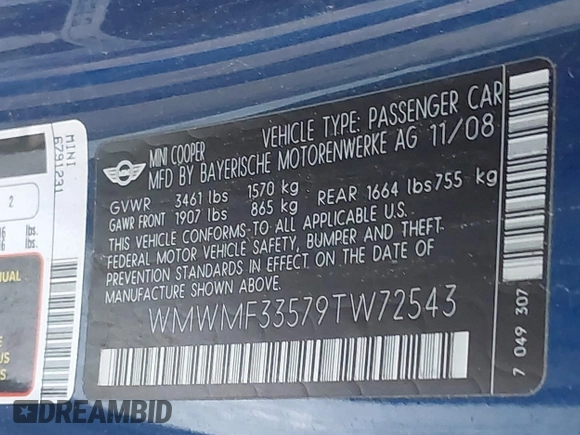 MINI COOPER VEHICLE TYPE: PASSENGER CAR
MFD BY BAYERISCHE MOTORENWERKE AG 11/08
GVWR 3461 lbs 1570 kg
GAWR FRONT 1907 lbs 865 kg REAR 1664 lbs 755 kg
THIS VEHICLE CONFORMS TO ALL APPLICABLE U.S.
FEDERAL MOTOR VEHICLE SAFETY, BUMPER AND THEFT-
PREVENTION STANDARDS IN EFFECT ON THE DATE OF
MANUFACTURE SHOWN ABOVE.
WMWMF33579TW72543
7 049 307
MINI
6791231
2
lbs.
lbs.
DREAMBID